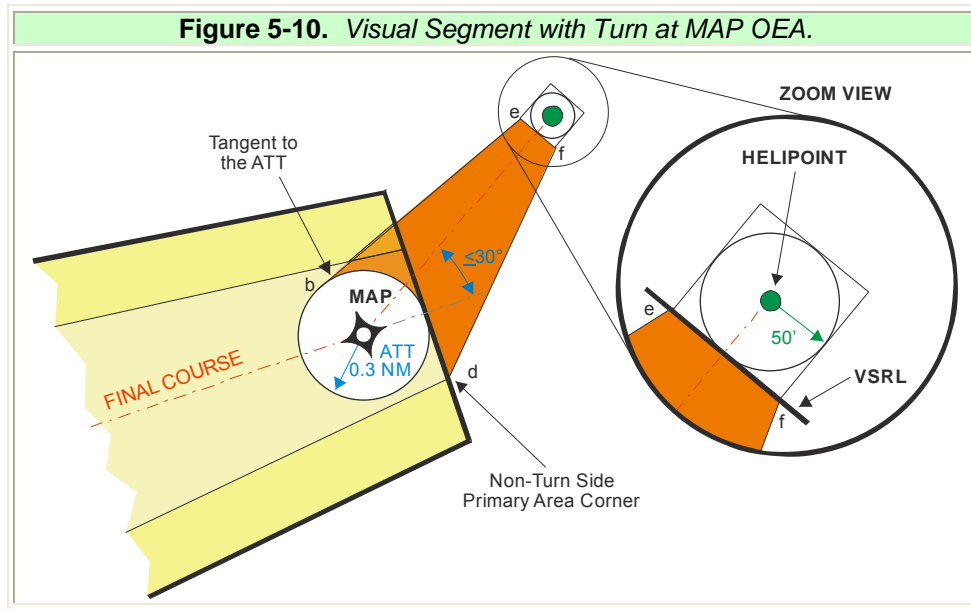 Figure 5-10. Visual Segment with Turn at MAP OEA.
ZOOM VIEW
e
Tangent to
the ATT
f
HELIPOINT
≤30°
b
MAP
e
50'
ATT
0.3 NM
d
VSRL
FINAL COURSE
f
Non-Turn Side
Primary Area Corner